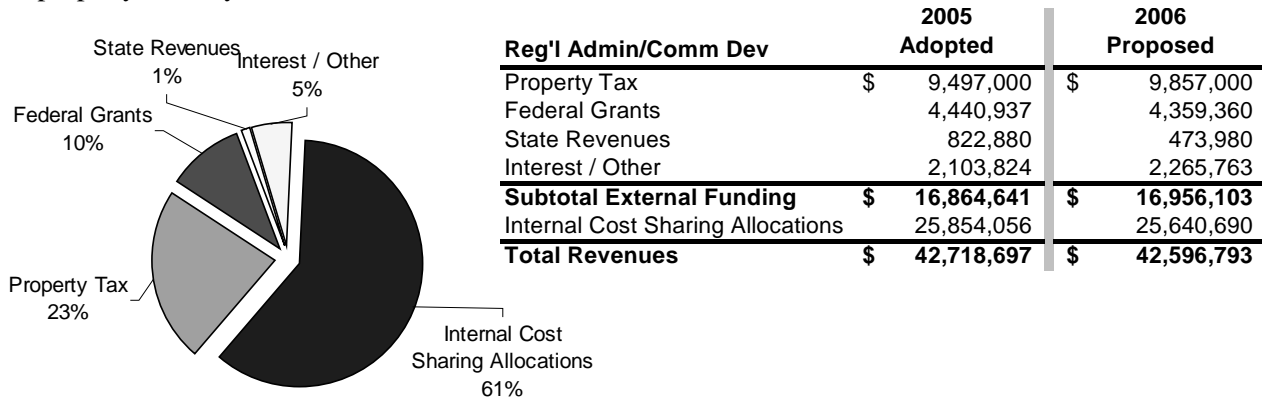 State Revenues
1%
Interest / Other
5%
Federal Grants
10%
Property Tax
23%
Internal Cost
Sharing Allocations
61%
2005 2006
Reg'l Admin/Comm Dev Adopted Proposed
Property Tax $ 9,497,000 $ 9,857,000
Federal Grants 4,440,937 4,359,360
State Revenues 822,880 473,980
Interest / Other 2,103,824 2,265,763
Subtotal External Funding $ 16,864,641 $ 16,956,103
Internal Cost Sharing Allocations 25,854,056 25,640,690
Total Revenues $ 42,718,697 $ 42,596,793